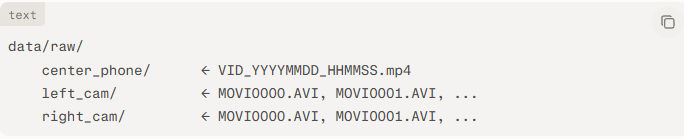 text
data/raw/
    center_phone/      ← VID_YYYYMMDD_HHMMSS.mp4
    left_cam/          ← MOVI0000.AVI, MOVI0001.AVI, ...
    right_cam/         ← MOVI0000.AVI, MOVI0001.AVI, ...